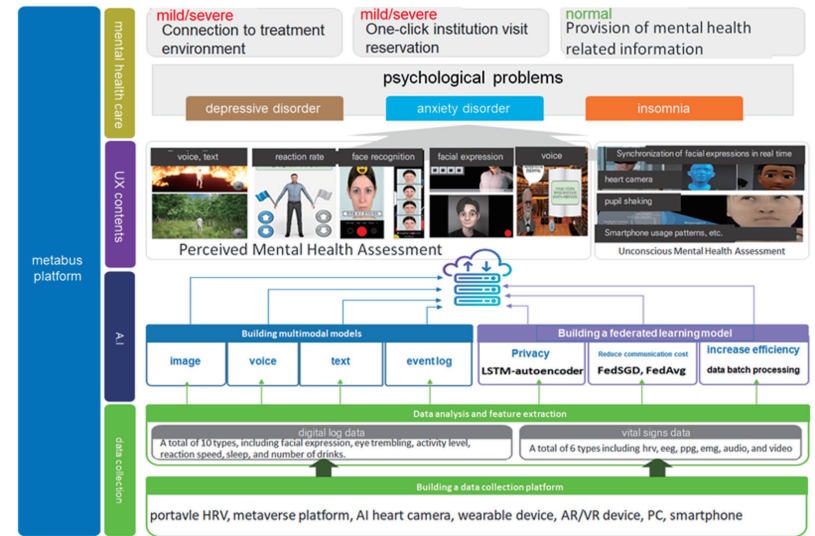 metabus
platform
mental health care
UX contents
A.I
data collection
mild/severe
Connection to treatment
environment
mild/severe
One-click institution visit
reservation
normal
Provision of mental health
related information
psychological problems
depressive disorder
anxiety disorder
insomnia
voice, text
reaction rate
face recognition
facial expression
voice
Perceived Mental Health Assessment
Synchronization of facial expressions in real time
heart camera
pupil shaking
Smartphone usage patterns, etc.
Unconscious Mental Health Assessment
Building multimodal models
image
voice
text
event log
Building a federated learning model
Privacy
LSTM-autoencoder
Reduce communication cost
FedSGD, FedAvg
increase efficiency
data batch processing
Data analysis and feature extraction
digital log data
A total of 10 types, including facial expression, eye trembling, activity level,
reaction speed, sleep, and number of drinks.
vital signs data
A total of 6 types including hrv, eeg, ppg, emg, audio, and video
Building a data collection platform
portavle HRV, metaverse platform, AI heart camera, wearable device, AR/VR device, PC, smartphone